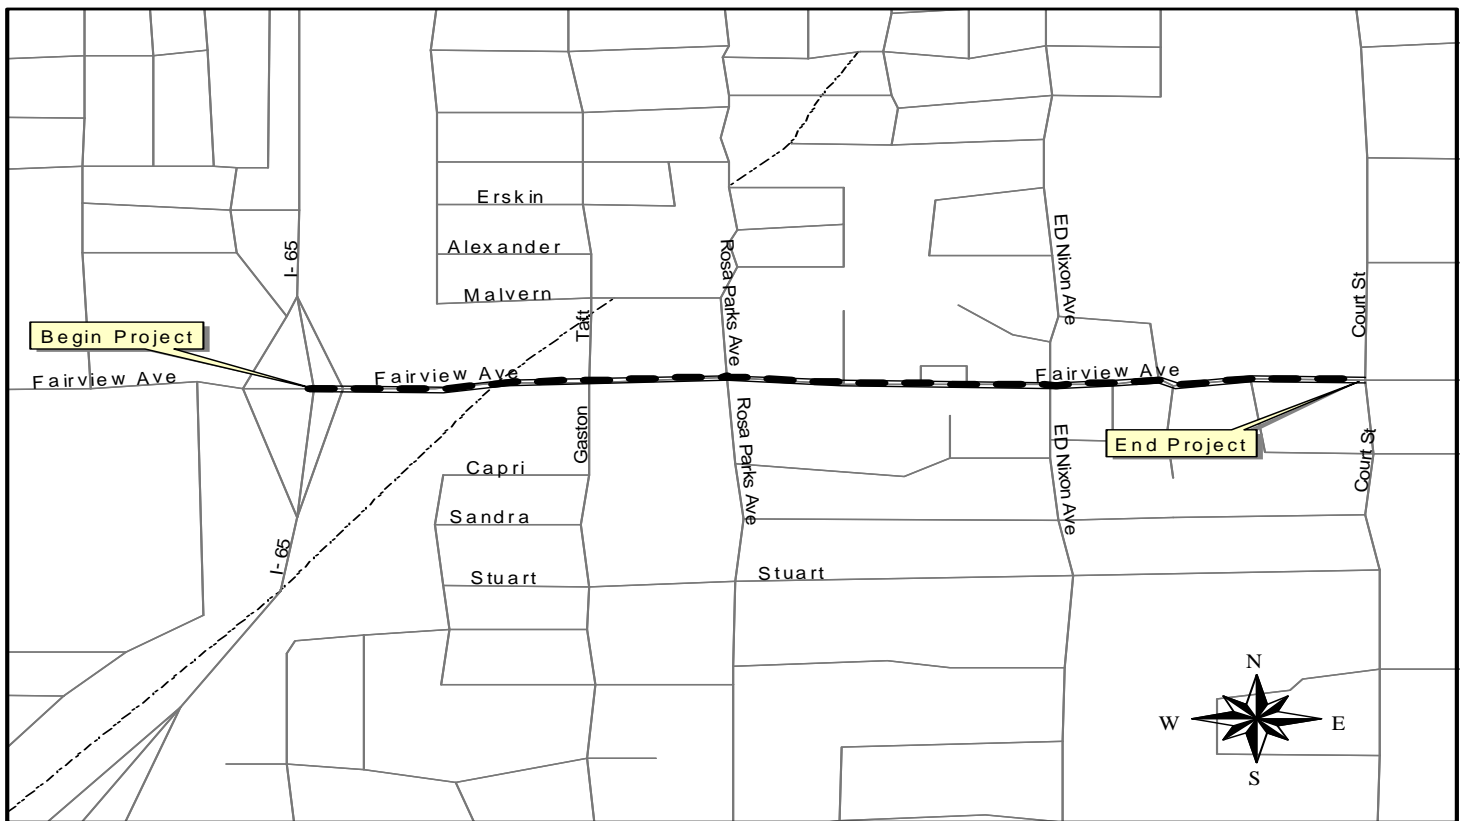 Erskin
Alexander
Malvern
I-65
Taft
Rosa Parks Ave
ED Nixon Ave
Court St
Begin Project
Fairview Ave
Fairview Ave
Fairview Ave
Gaston
Rosa Parks Ave
ED Nixon Ave
End Project
Court St
Capri
Sandra
I-65
Stuart
Stuart
N
W
E
S